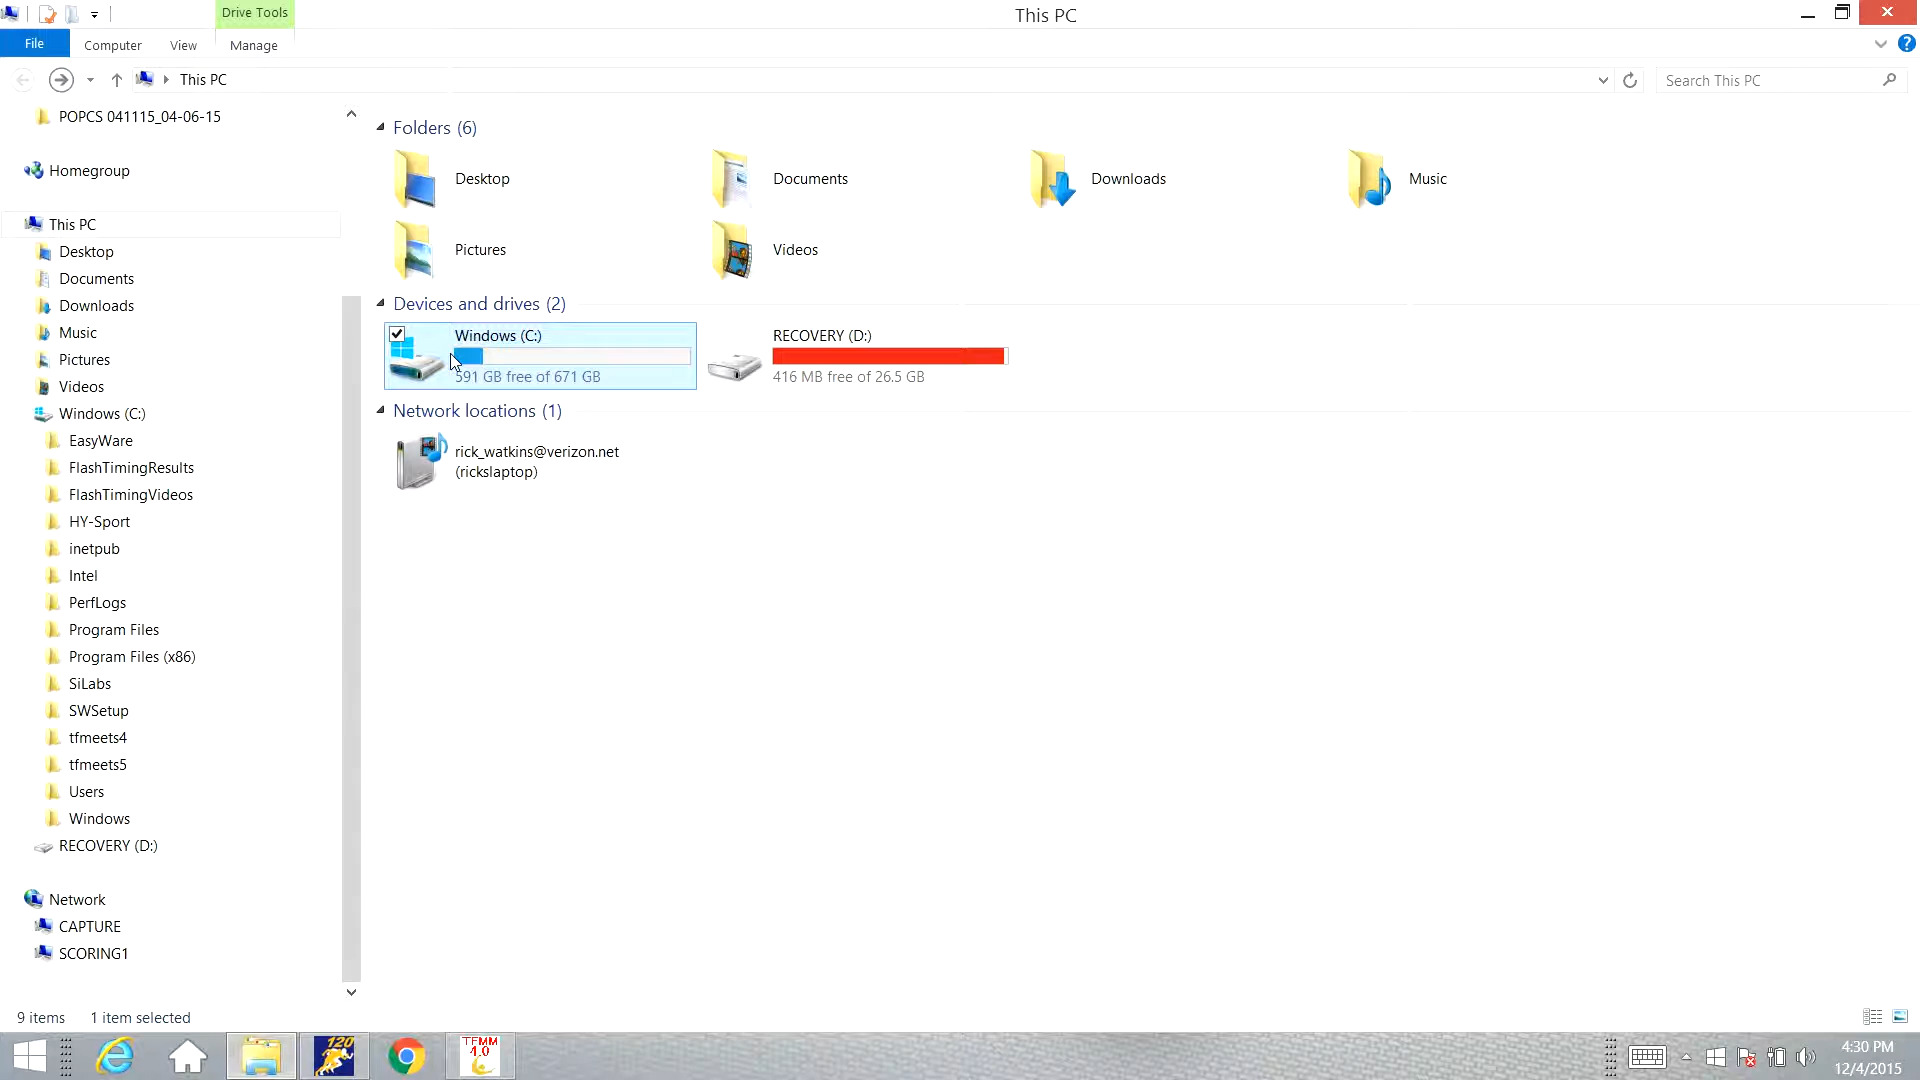 Drive Tools
This PC
File
Computer
View
Manage
This PC
Search This PC
POPCS 041115_04-06-15
Homegroup
This PC
Desktop
Documents
Downloads
Music
Pictures
Videos
Windows (C:)
EasyWare
FlashTimingResults
FlashTimingVideos
HY-Sport
inetpub
Intel
PerfLogs
Program Files
Program Files (x86)
SiLabs
SWSetup
tfmeets4
tfmeets5
Users
Windows
RECOVERY (D:)
Network
CAPTURE
SCORING1
Folders (6)
Desktop
Documents
Downloads
Music
Pictures
Videos
Devices and drives (2)
Windows (C:)
591 GB free of 671 GB
RECOVERY (D:)
416 MB free of 26.5 GB
Network locations (1)
rick_watkins@verizon.net
(rickslaptop)
9 items
1 item selected
120
TFMM
4.0
4:30 PM
12/4/2015